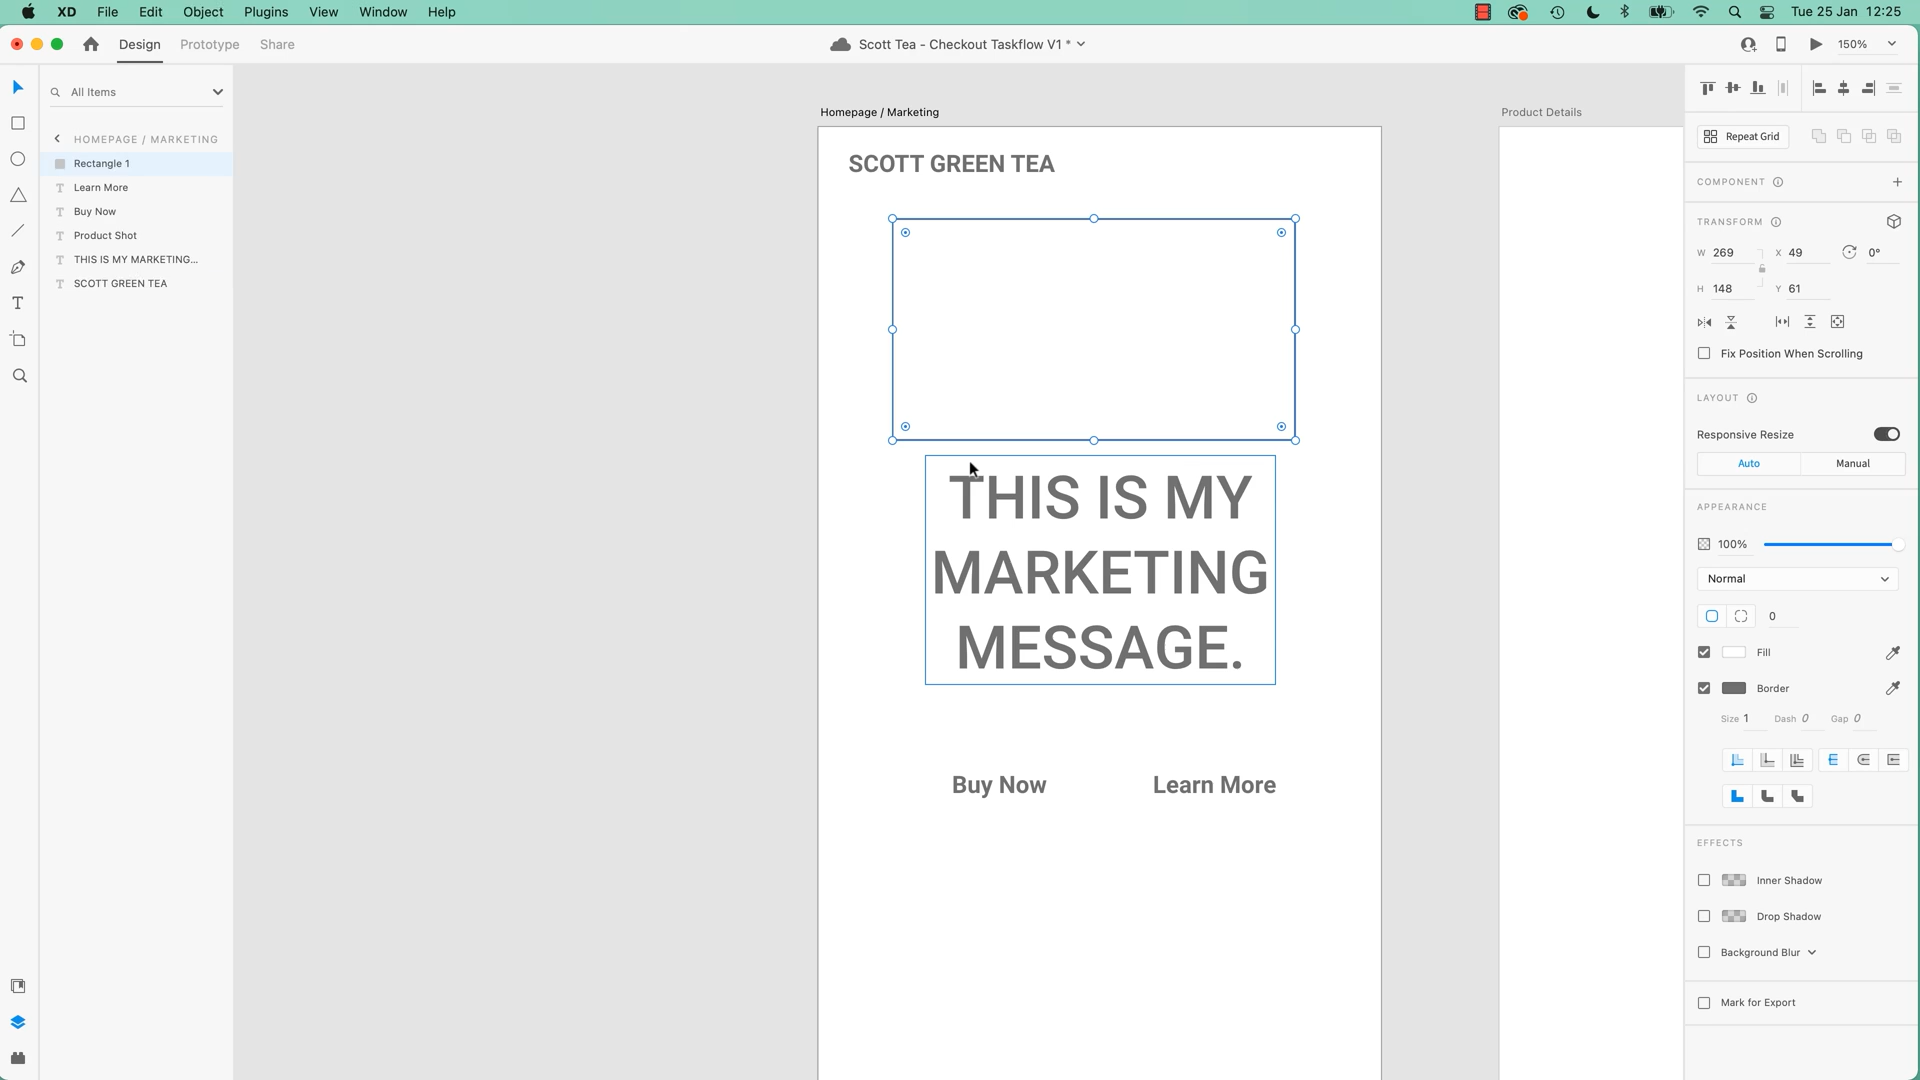 XD File Edit Object Plugins View Window Help Tue 25 Jan 12:25
Design Prototype Share Scott Tea - Checkout Taskflow V1 * 150%
All Items
HOMEPAGE / MARKETING
Rectangle 1
Learn More
Buy Now
Product Shot
THIS IS MY MARKETING...
SCOTT GREEN TEA
Homepage / Marketing
SCOTT GREEN TEA
THIS IS MY
MARKETING
MESSAGE.
Buy Now Learn More
Product Details
Repeat Grid
COMPONENT
TRANSFORM
W 269 X 49 0°
H 148 Y 61
Fix Position When Scrolling
LAYOUT
Responsive Resize
Auto Manual
APPEARANCE
100%
Normal
0
Fill
Border
Size 1 Dash 0 Gap 0
EFFECTS
Inner Shadow
Drop Shadow
Background Blur
Mark for Export